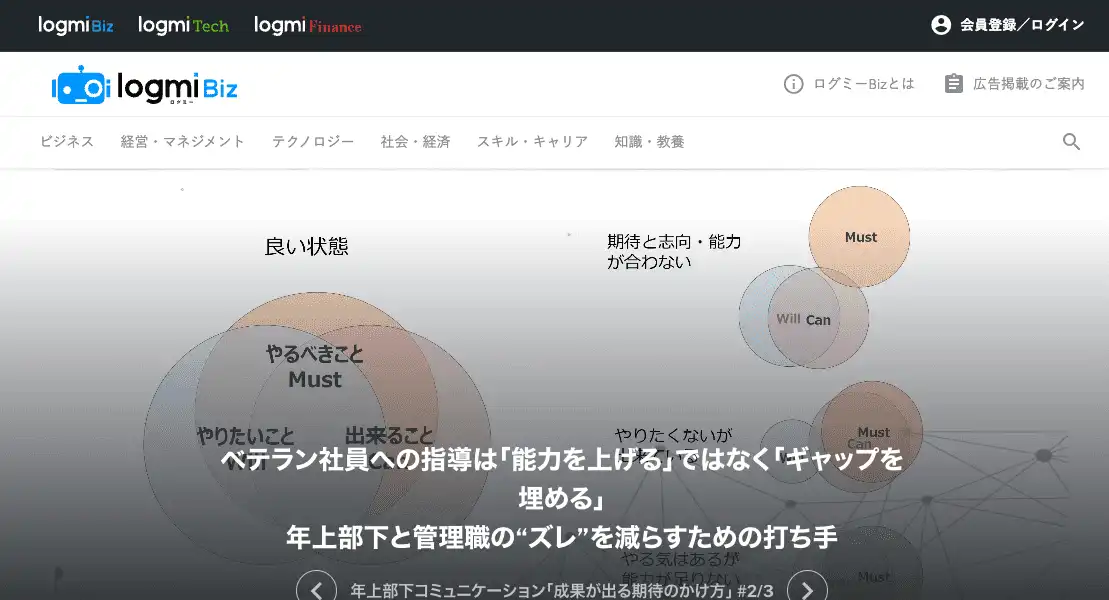 logmi Biz logmi Tech logmi Finance 会員登録／ログイン
logmi Biz ログミーBizとは 広告掲載のご案内
ログミー
ビジネス 経営・マネジメント テクノロジー 社会・経済 スキル・キャリア 知識・教養
良い状態
期待と志向・能力
が合わない
Must
Will Can
やるべきこと
Must
やりたいこと 出来ること
やりたくないが
Must
Can
ベテラン社員への指導は｢能力を上げる｣ではなく｢ギャップを
埋める｣
年上部下と管理職の“ズレ”を減らすための打ち手
やる気はあるが
能力が足りない
Must
年上部下コミュニケーション｢成果が出る期待のかけ方｣ #2/3